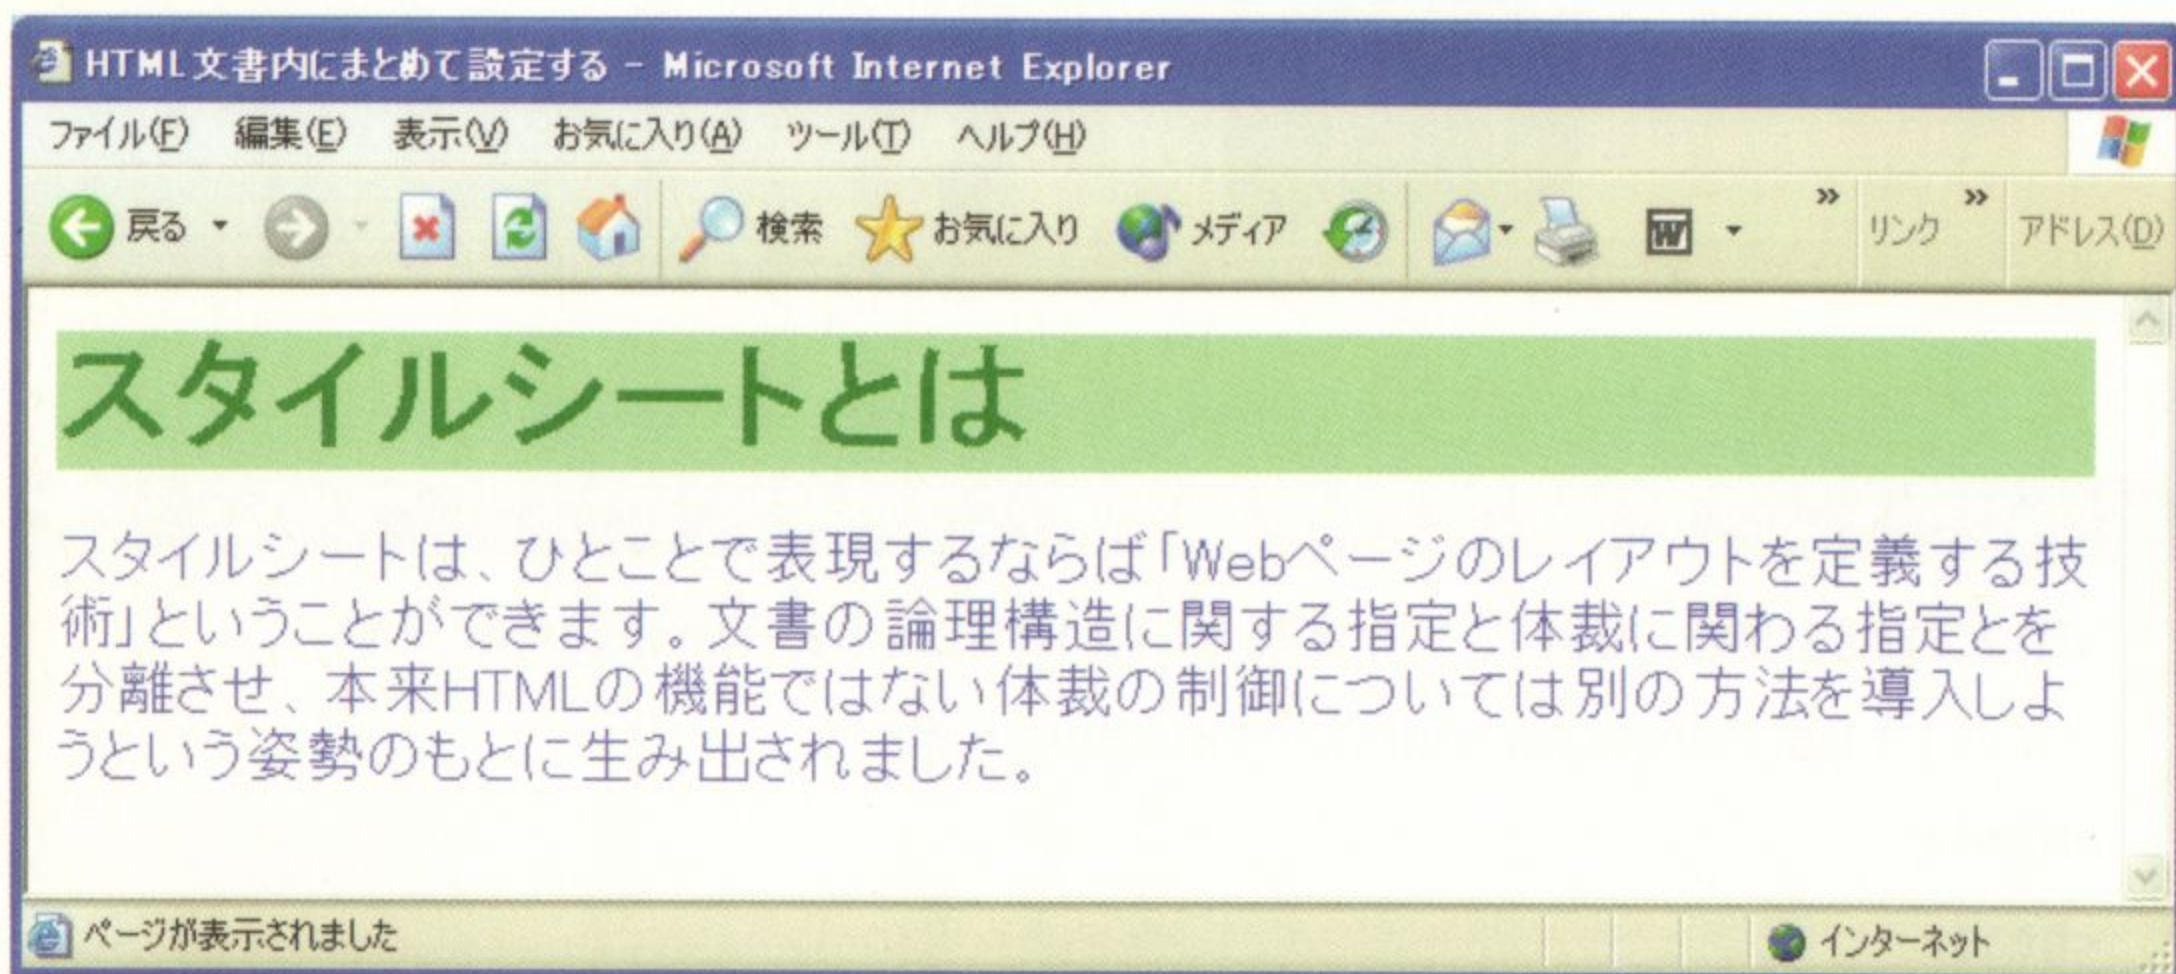 HTML文書内にまとめて設定する - Microsoft Internet Explorer
ファイル(F) 編集(E) 表示(V) お気に入り(A) ツール(T) ヘルプ(H)
戻る 検索 お気に入り メディア W » リンク » アドレス(D)
スタイルシートとは
スタイルシートは、ひとことで表現するならば「Webページのレイアウトを定義する技
術」ということができます。文書の論理構造に関する指定と体裁に関わる指定とを
分離させ、本来HTMLの機能ではない体裁の制御については別の方法を導入しよ
うという姿勢のもとに生み出されました。
ページが表示されました インターネット